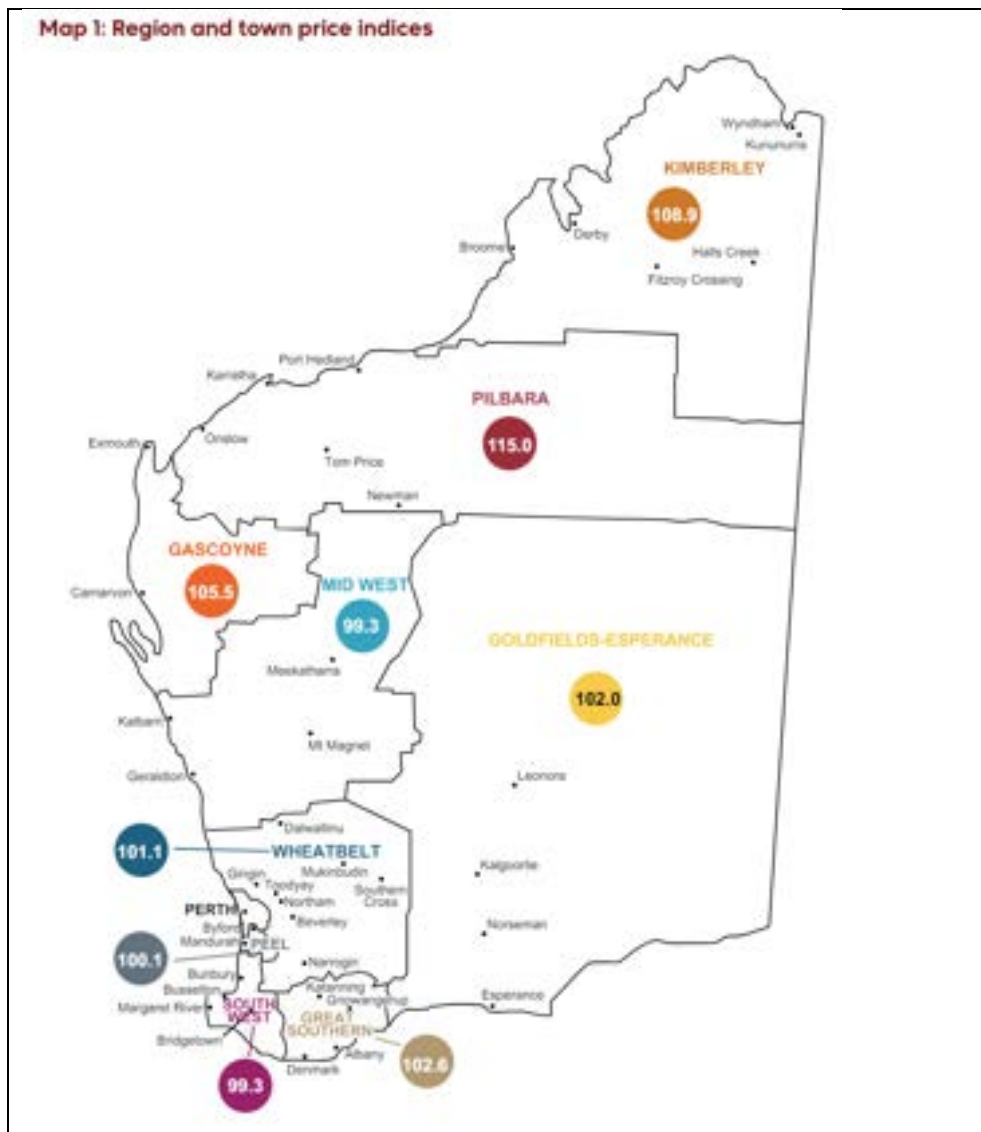 Map 1: Region and town price indices
Wyndham
Kununurra
KIMBERLEY
108.9
Derby
Broome
Halls Creek
Fitzroy Crossing
Port Hedland
Karratha
PILBARA
115.0
Onslow
Exmouth
Tom Price
Newman
GASCOYNE
105.5
MID WEST
99.3
Carnarvon
GOLDFIELDS-ESPERANCE
102.0
Meekatharra
Kalbarri
Mt Magnet
Geraldton
Leonora
Dalwallinu
101.1
WHEATBELT
Mukinbudin
Kalgoorlie
Gingin
Toodyay
Southern
Cross
Northam
PERTH
Beverley
Byford
Norseman
Mandurah
PEEL
100.1
Narrogin
Bunbury
Katanning
Busselton
Gnowangerup
Esperance
Margaret River
SOUTH
WEST
GREAT
SOUTHERN
Bridgetown
Albany
Denmark
102.6
99.3